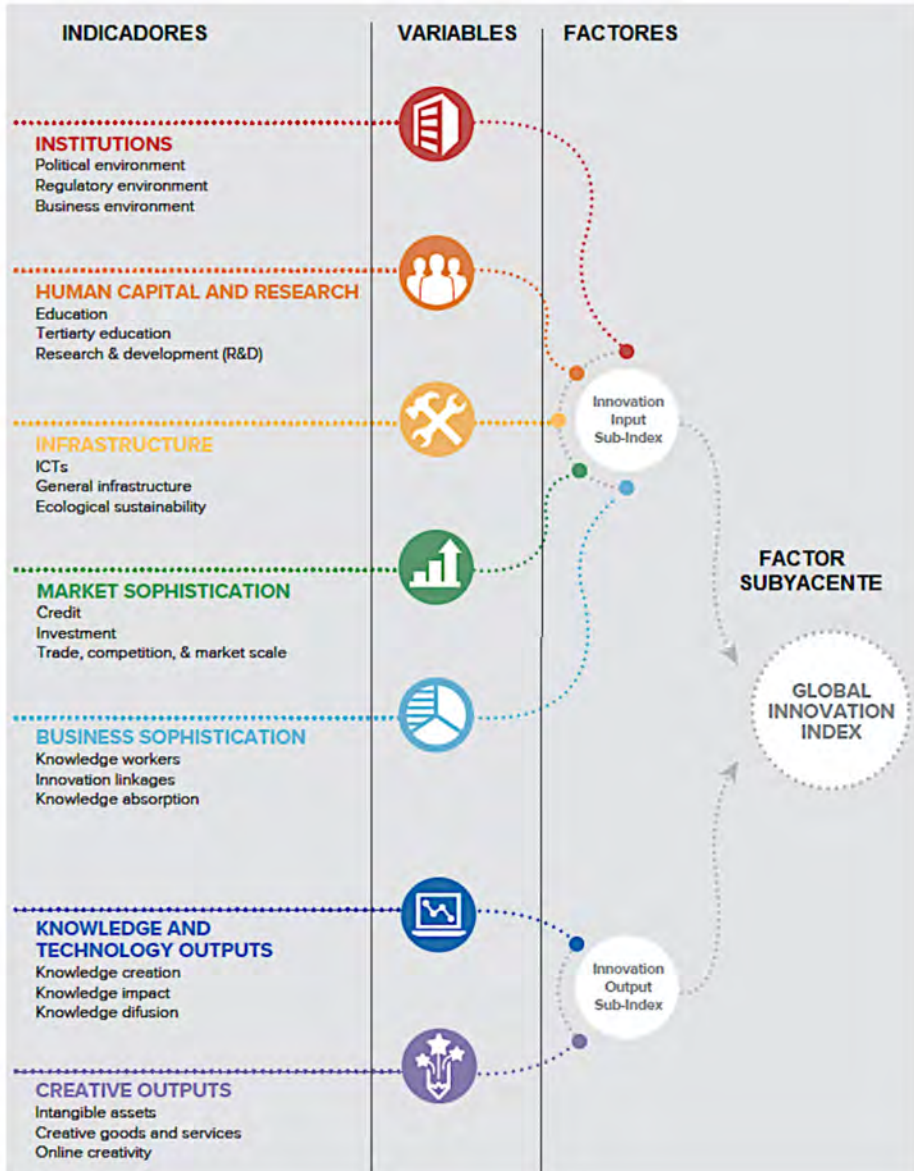 INDICADORES
VARIABLES
FACTORES
INSTITUTIONS
Political environment
Regulatory environment
Business environment
HUMAN CAPITAL AND RESEARCH
Education
Tertiarty education
Research & development (R&D)
INFRASTRUCTURE
ICTs
General infrastructure
Ecological sustainability
Innovation
Input
Sub-Index
MARKET SOPHISTICATION
Credit
Investment
Trade, competition, & market scale
FACTOR
SUBYACENTE
GLOBAL
INNOVATION
INDEX
BUSINESS SOPHISTICATION
Knowledge workers
Innovation linkages
Knowledge absorption
KNOWLEDGE AND
TECHNOLOGY OUTPUTS
Knowledge creation
Knowledge impact
Knowledge difusion
Innovation
Output
Sub-Index
CREATIVE OUTPUTS
Intangible assets
Creative goods and services
Online creativity